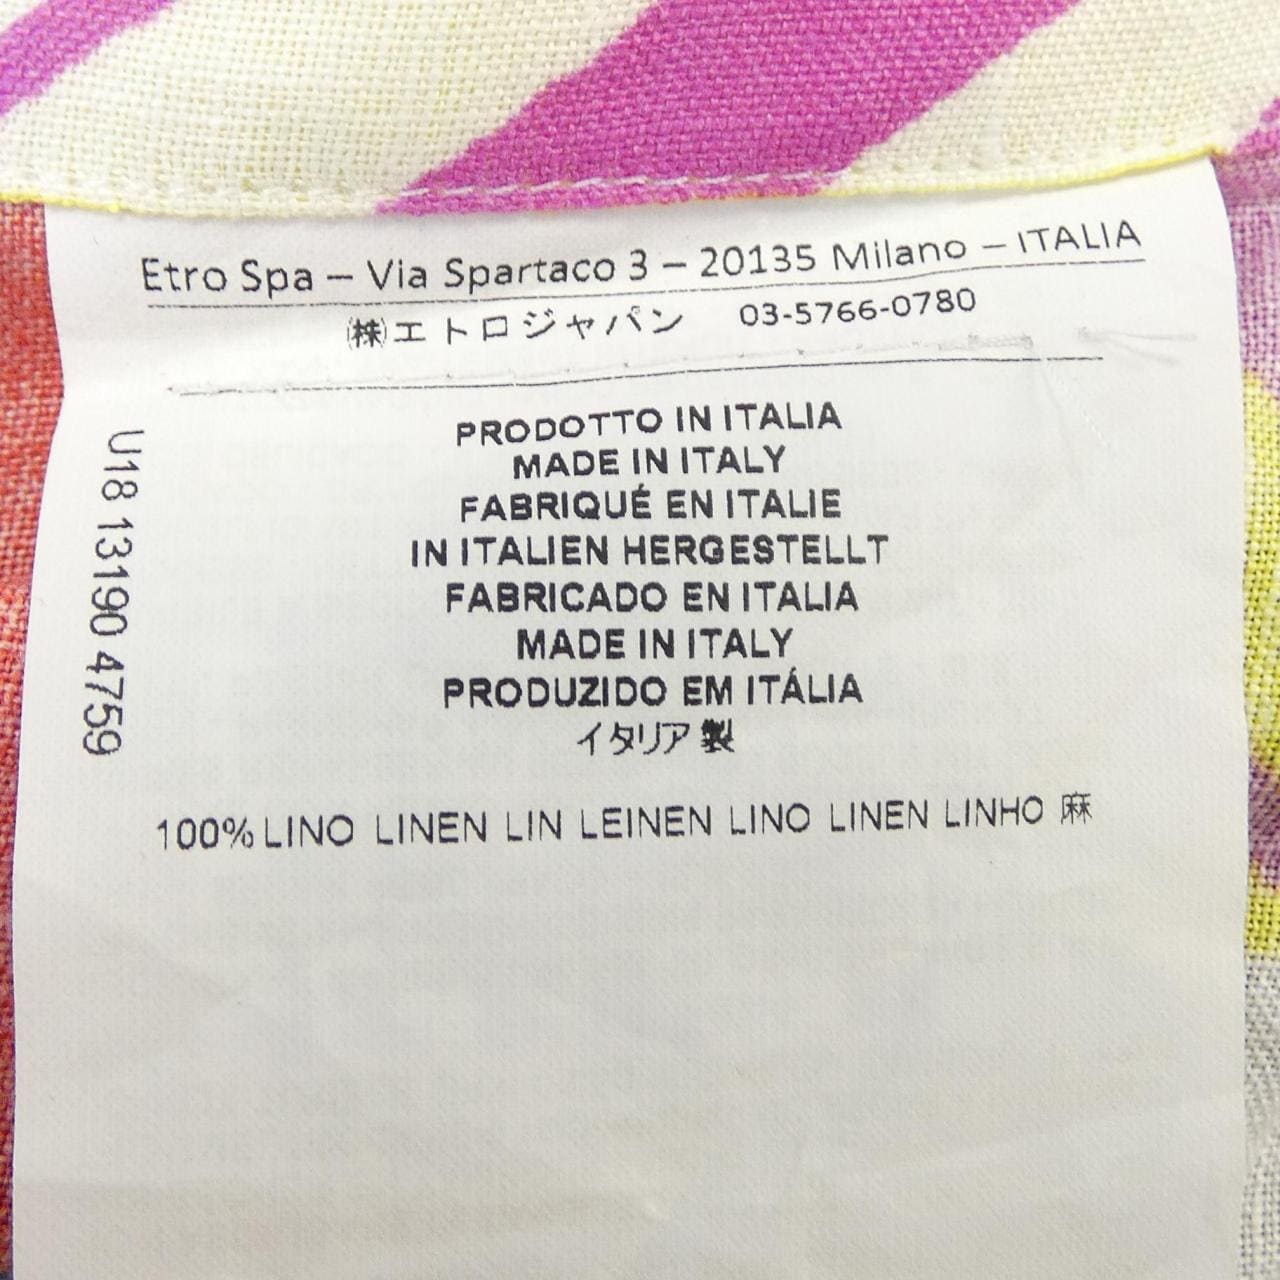 Etro Spa – Via Spartaco 3 – 20135 Milano – ITALIA
㈱エトロジャパン 03-5766-0780
U18 13190 4759
PRODOTTO IN ITALIA
MADE IN ITALY
FABRIQUÉ EN ITALIE
IN ITALIEN HERGESTELLT
FABRICADO EN ITALIA
MADE IN ITALY
PRODUZIDO EM ITÁLIA
イタリア製
100% LINO LINEN LIN LEINEN LINO LINEN LINHO 麻